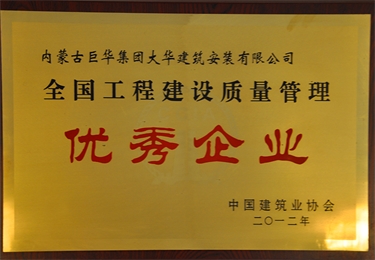 内蒙古巨华集团大华建筑安装有限公司
全国工程建设质量管理
优秀企业
中国建筑业协会
二〇一二年